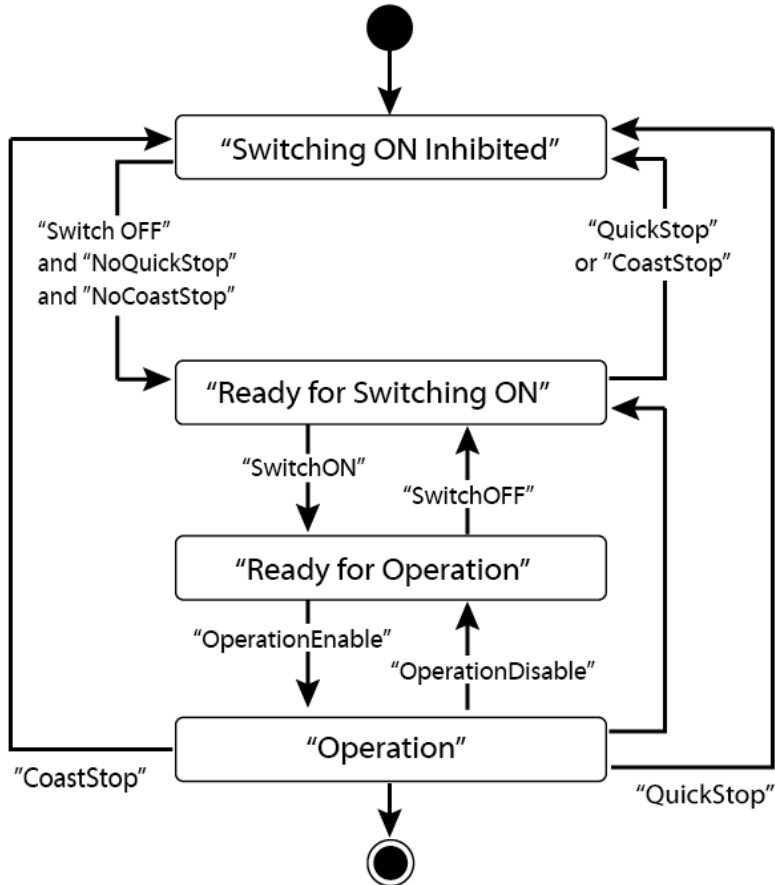 “Switching ON Inhibited”
“Switch OFF”
and “NoQuickStop”
and ”NoCoastStop”
“QuickStop”
or ”CoastStop”
“Ready for Switching ON”
“SwitchON”
“SwitchOFF”
“Ready for Operation”
“OperationEnable”
“OperationDisable”
“Operation”
”CoastStop”
“QuickStop”